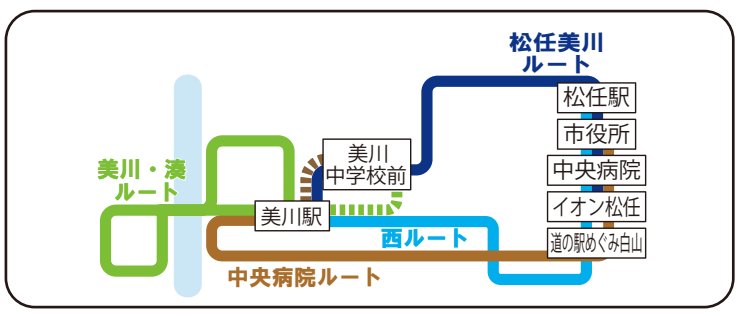 松任美川
ルート
松任駅
市役所
美川
中学校前
中央病院
美川・湊
ルート
イオン松任
美川駅
西ルート
道の駅めぐみ白山
中央病院ルート